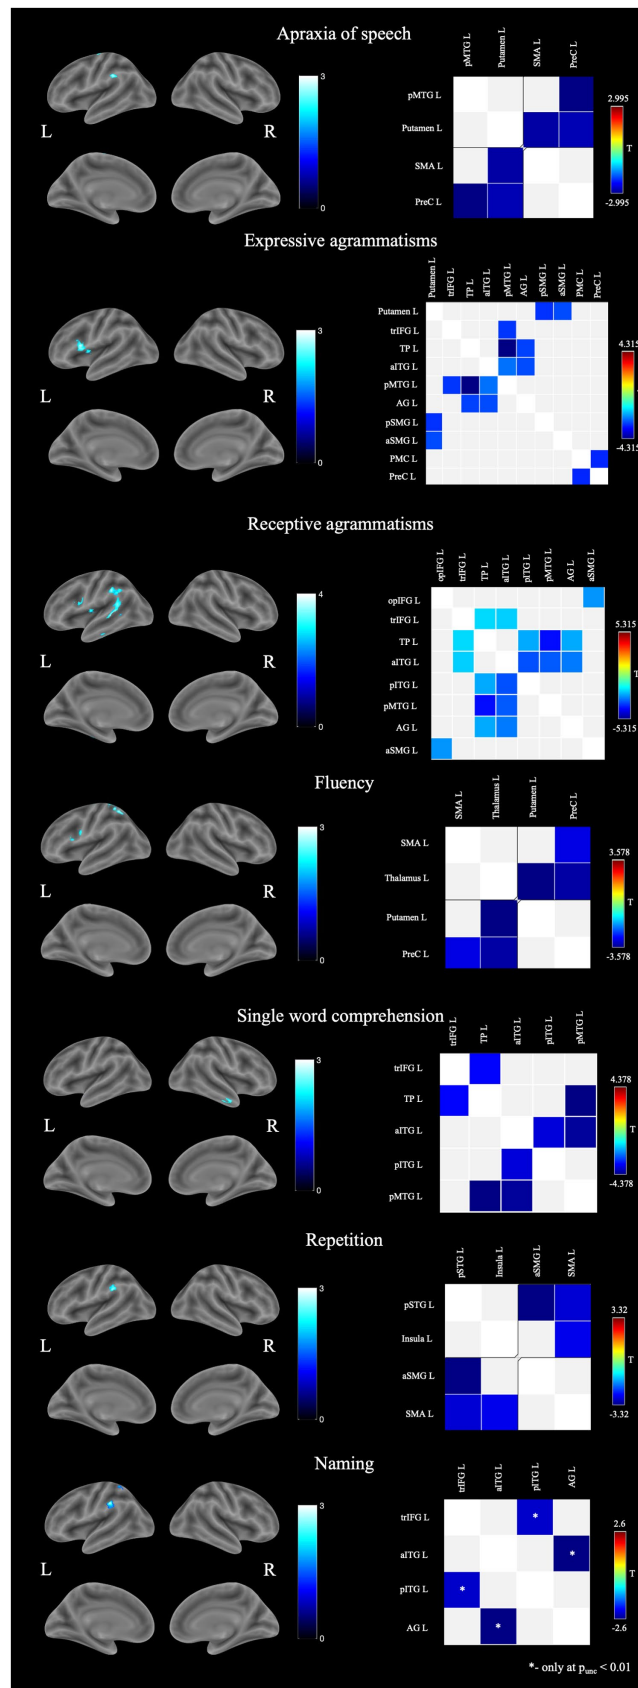 Apraxia of speech
pMTG L
Putamen L
SMA L
PreC L
L
R
3
0
pMTG L
Putamen L
SMA L
PreC L
2.995
T
-2.995
Expressive agrammatisms
Putamen L
trIFG L
TP L
aITG L
pMTG L
AG L
pSMG L
aSMG L
PMC L
PreC L
L
R
3
0
Putamen L
trIFG L
TP L
aITG L
pMTG L
AG L
pSMG L
aSMG L
PMC L
PreC L
4.315
-4.315
Receptive agrammatisms
opIFG L
trIFG L
TP L
aITG L
pITG L
pMTG L
AG L
aSMG L
L
R
4
0
opIFG L
trIFG L
TP L
aITG L
pITG L
pMTG L
AG L
aSMG L
5.315
T
-5.315
Fluency
SMA L
Thalamus L
Putamen L
PreC L
L
R
3
0
SMA L
Thalamus L
Putamen L
PreC L
3.578
T
-3.578
Single word comprehension
trIFG L
TP L
aITG L
pITG L
pMTG L
L
R
3
0
trIFG L
TP L
aITG L
pITG L
pMTG L
4.378
T
-4.378
Repetition
pSTG L
Insula L
aSMG L
SMA L
L
R
3
0
pSTG L
Insula L
aSMG L
SMA L
3.32
T
-3.32
Naming
trIFG L
aITG L
pITG L
AG L
L
R
3
0
trIFG L
*
aITG L
*
pITG L
*
AG L
*
2.6
T
-2.6
*- only at punc < 0.01